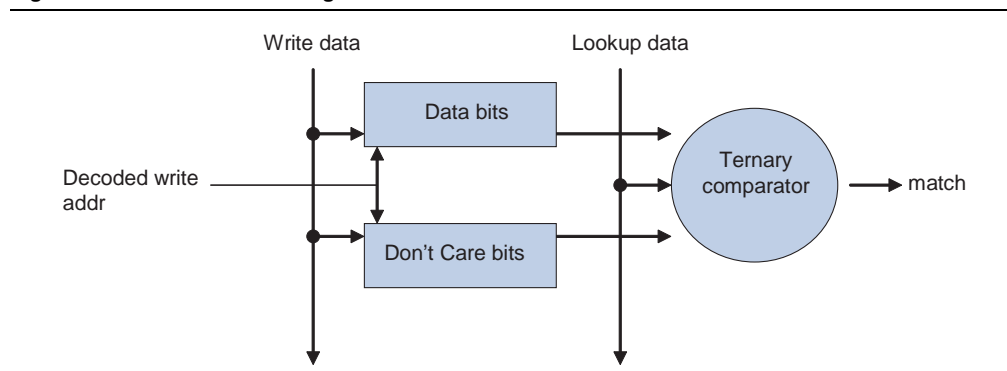 Write data
Lookup data
Data bits
Ternary
comparator
match
Decoded write
addr
Don't Care bits